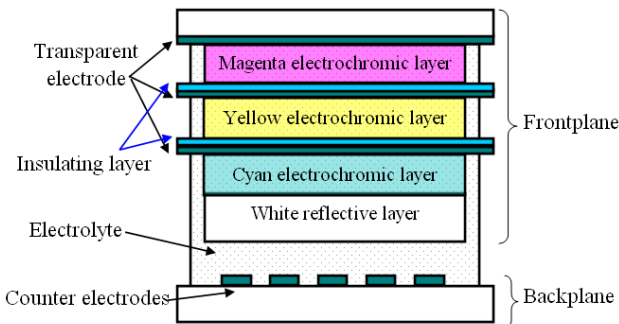 Transparent
electrode
Insulating layer
Electrolyte
Counter electrodes
Magenta electrochromic layer
Yellow electrochromic layer
Cyan electrochromic layer
White reflective layer
Frontplane
Backplane